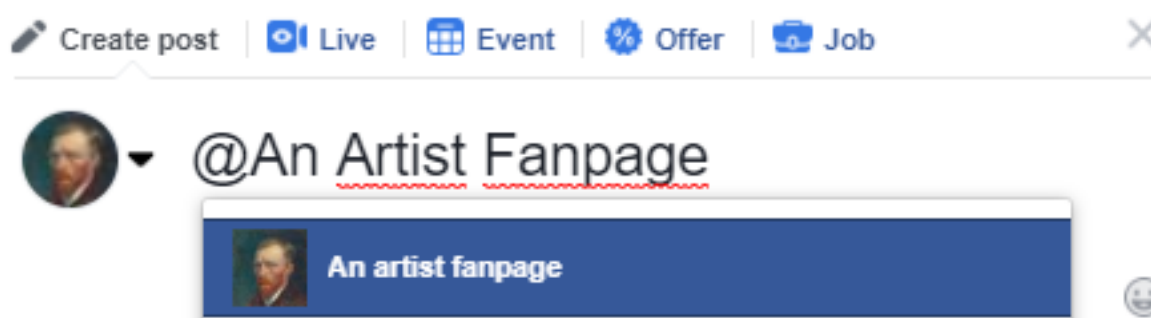 Create post Live Event Offer Job
@An Artist Fanpage
An artist fanpage